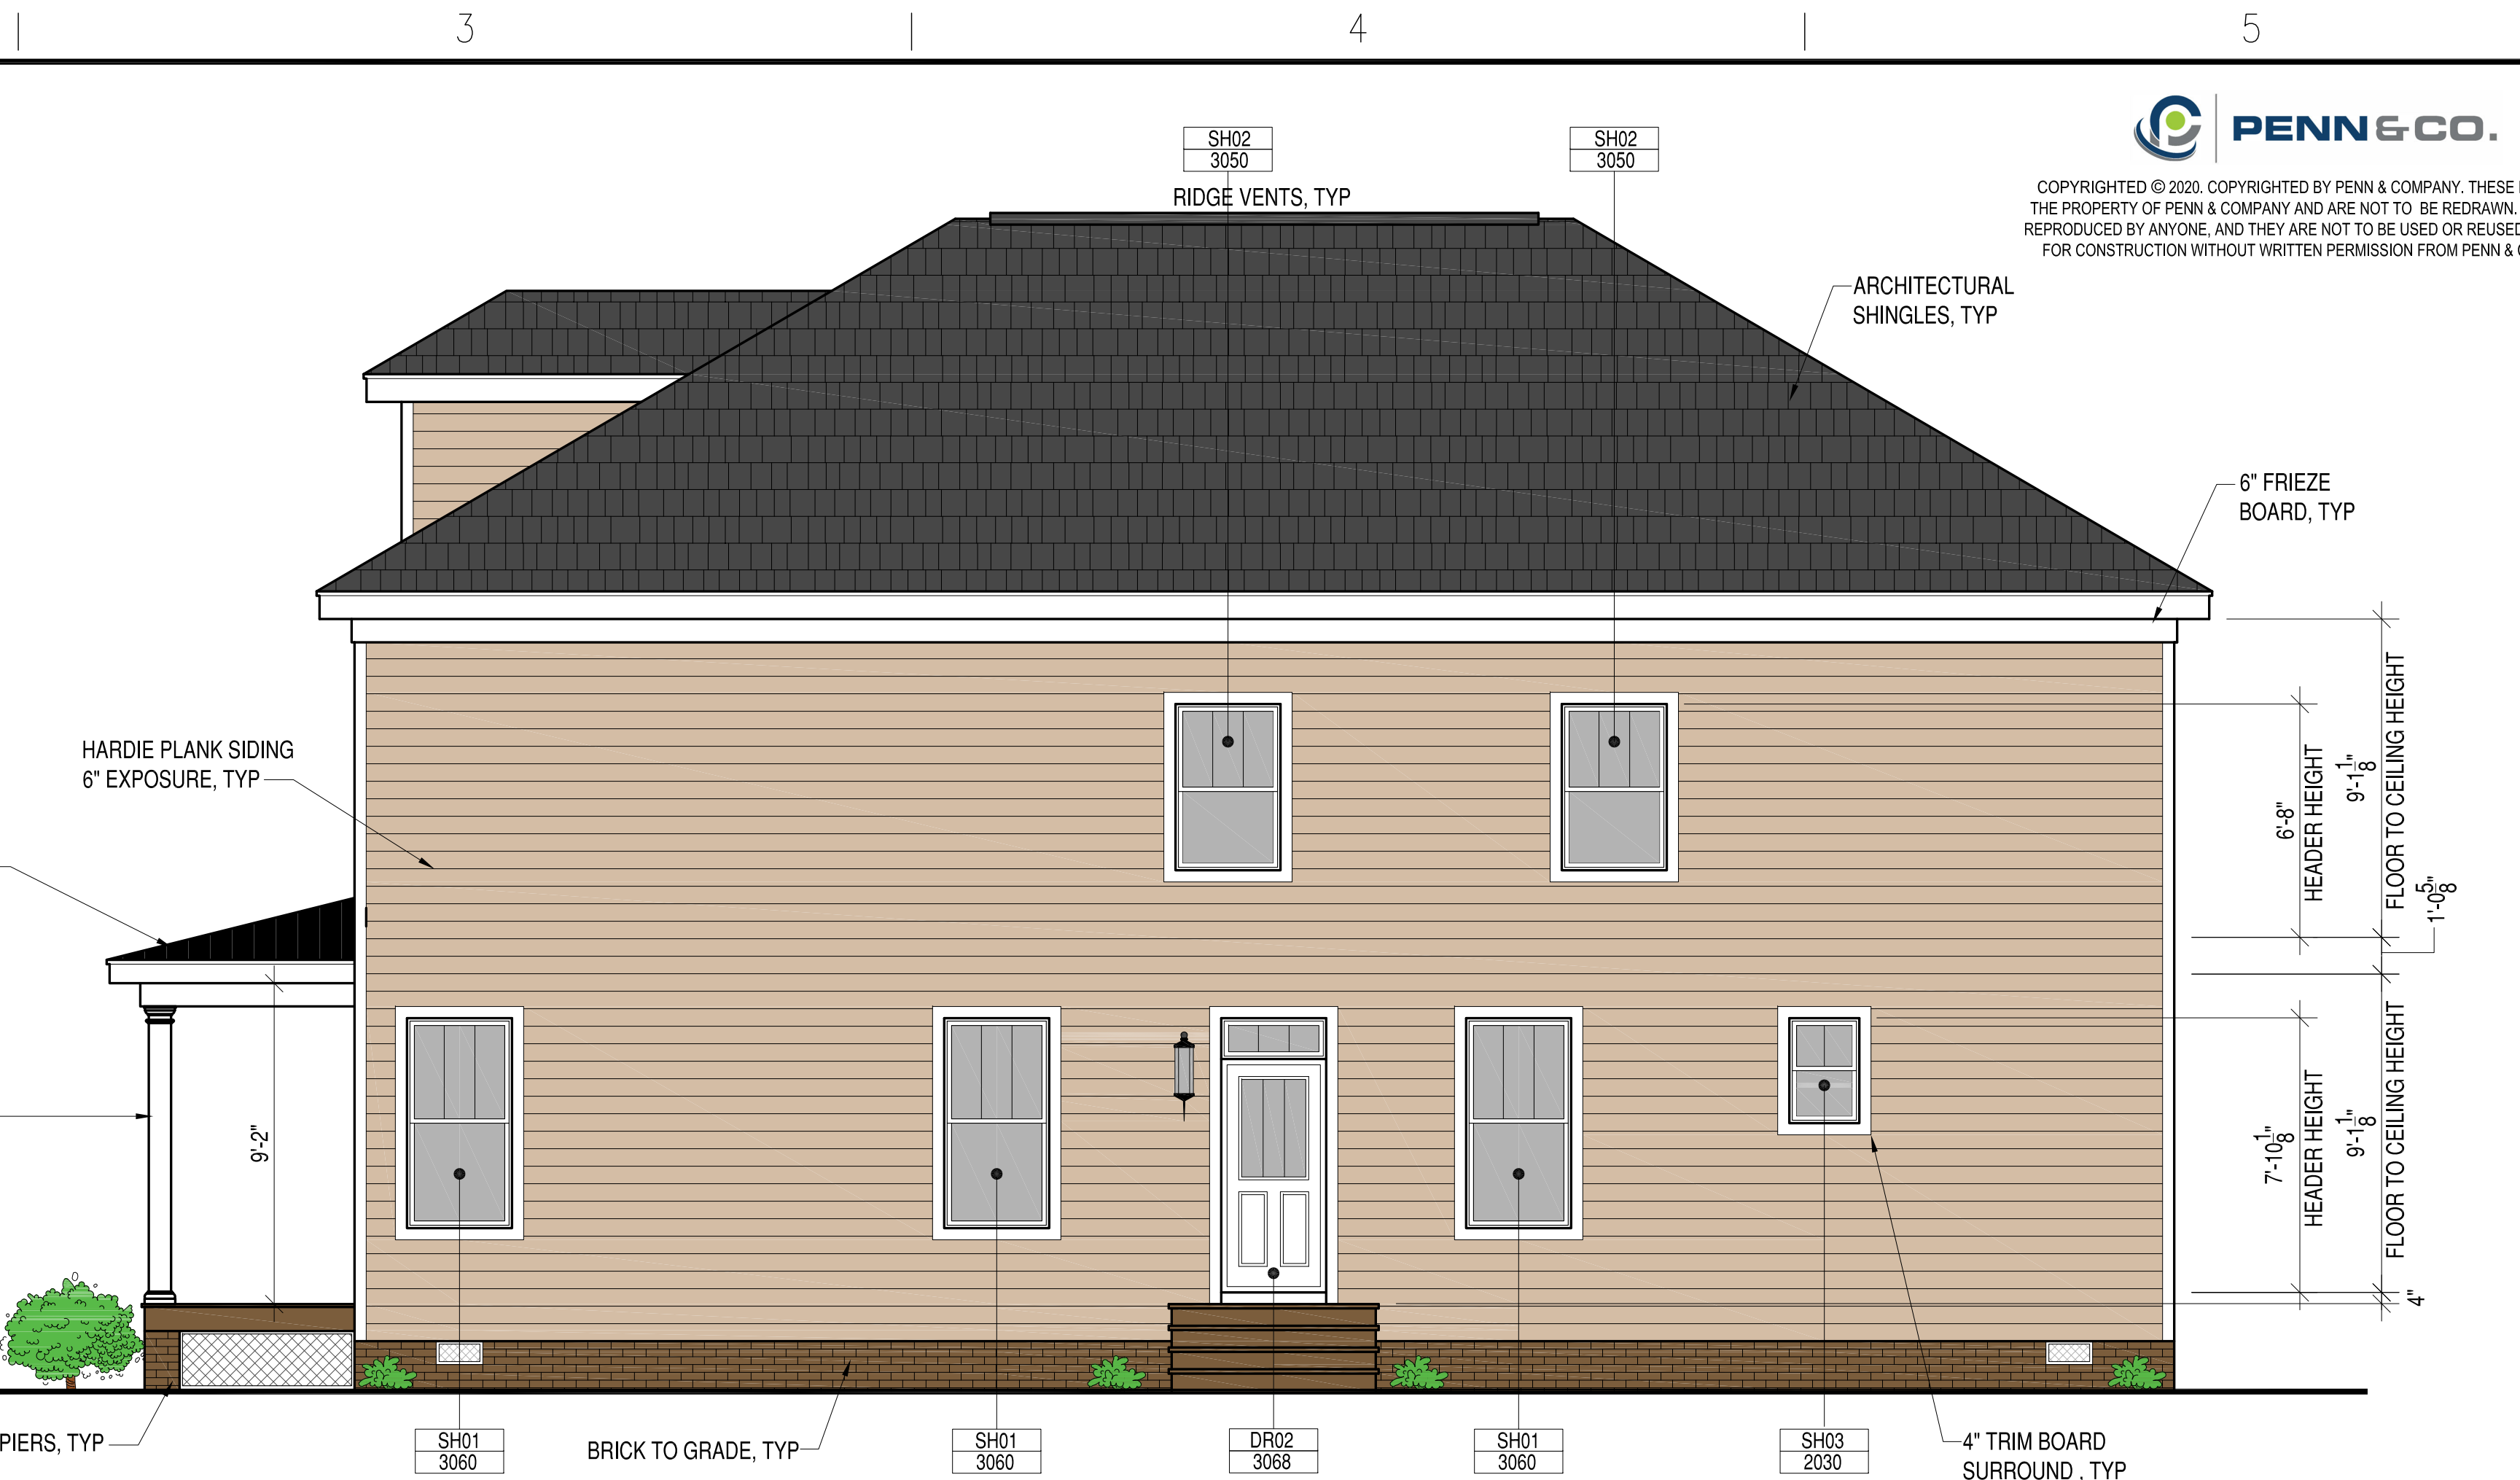 3
4
5
PENN & CO.
COPYRIGHTED © 2020. COPYRIGHTED BY PENN & COMPANY. THESE
THE PROPERTY OF PENN & COMPANY AND ARE NOT TO BE REDRAWN.
REPRODUCED BY ANYONE, AND THEY ARE NOT TO BE USED OR REUSED
FOR CONSTRUCTION WITHOUT WRITTEN PERMISSION FROM PENN &
SH02
3050
SH02
3050
RIDGE VENTS, TYP
ARCHITECTURAL
SHINGLES, TYP
6" FRIEZE
BOARD, TYP
HARDIE PLANK SIDING
6" EXPOSURE, TYP
6'-8"
HEADER HEIGHT
9'-1 1/8"
FLOOR TO CEILING HEIGHT
1'-0 5/8"
9'-2"
7'-10 1/8"
HEADER HEIGHT
9'-1 1/8"
FLOOR TO CEILING HEIGHT
4"
PIERS, TYP
SH01
3060
BRICK TO GRADE, TYP
SH01
3060
DR02
3068
SH01
3060
SH03
2030
4" TRIM BOARD
SURROUND , TYP